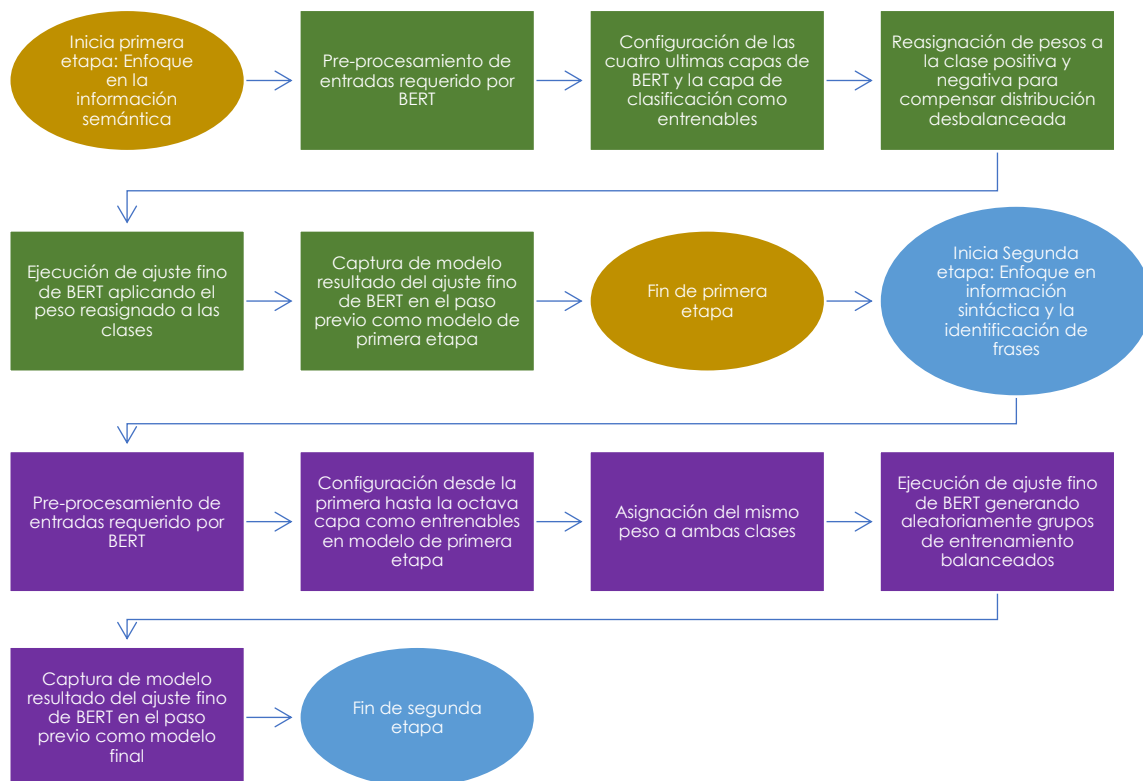 Inicia primera
etapa: Enfoque
en la
información
semántica
Pre-procesamiento de
entradas requerido por
BERT
Configuración de las
cuatro ultimas capas de
BERT y la capa de
clasificación como
entrenables
Reasignación de pesos a
la clase positiva y
negativa para
compensar distribución
desbalanceada
Ejecución de ajuste fino
de BERT aplicando el
peso reasignado a las
clases
Captura de modelo
resultado del ajuste fino
de BERT en el paso
previo como modelo de
primera etapa
Fin de primera
etapa
Inicia Segunda
etapa: Enfoque en
información
sintáctica y la
identificación de
frases
Pre-procesamiento de
entradas requerido por
BERT
Configuración desde la
primera hasta la octava
capa como entrenables
en modelo de primera
etapa
Asignación del mismo
peso a ambas clases
Ejecución de ajuste fino
de BERT generando
aleatoriamente grupos
de entrenamiento
balanceados
Captura de modelo
resultado del ajuste fino
de BERT en el paso
previo como modelo
final
Fin de segunda
etapa